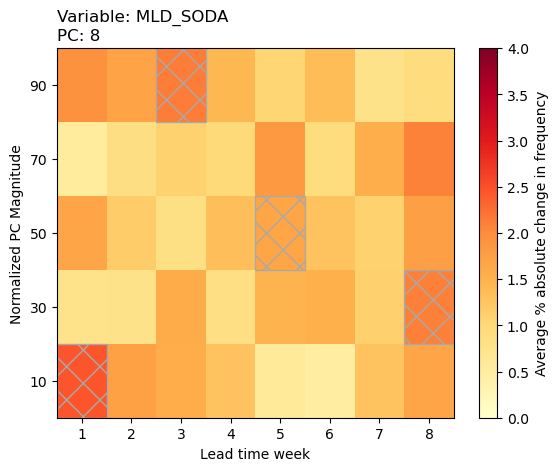 Variable: MLD_SODA
PC: 8
Normalized PC Magnitude
90
70
50
30
10
1 2 3 4 5 6 7 8
Lead time week
4.0
3.5
3.0
2.5
2.0
1.5
1.0
0.5
0.0
Average % absolute change in frequency